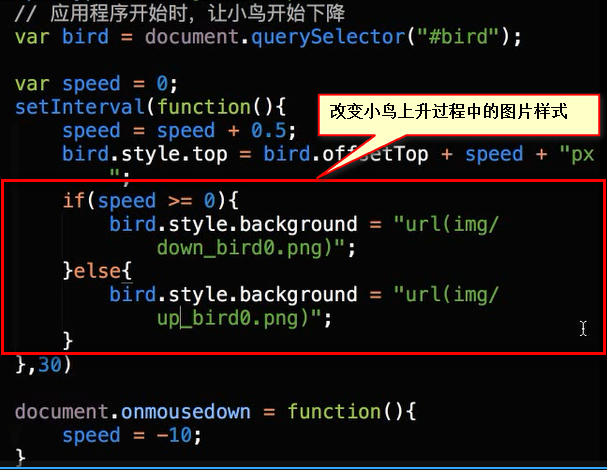 // 应用程序开始时，让小鸟开始下降
var bird = document.querySelector("#bird");
var speed = 0;
setInterval(function(){
改变小鸟上升过程中的图片样式
speed = speed + 0.5;
bird.style.top = bird.offsetTop + speed + "px
";
if(speed >= 0){
bird.style.background = "url(img/
down_bird0.png)";
}else{
bird.style.background = "url(img/
up_bird0.png)";
}
},30)
document.onmousedown = function(){
speed = -10;
}